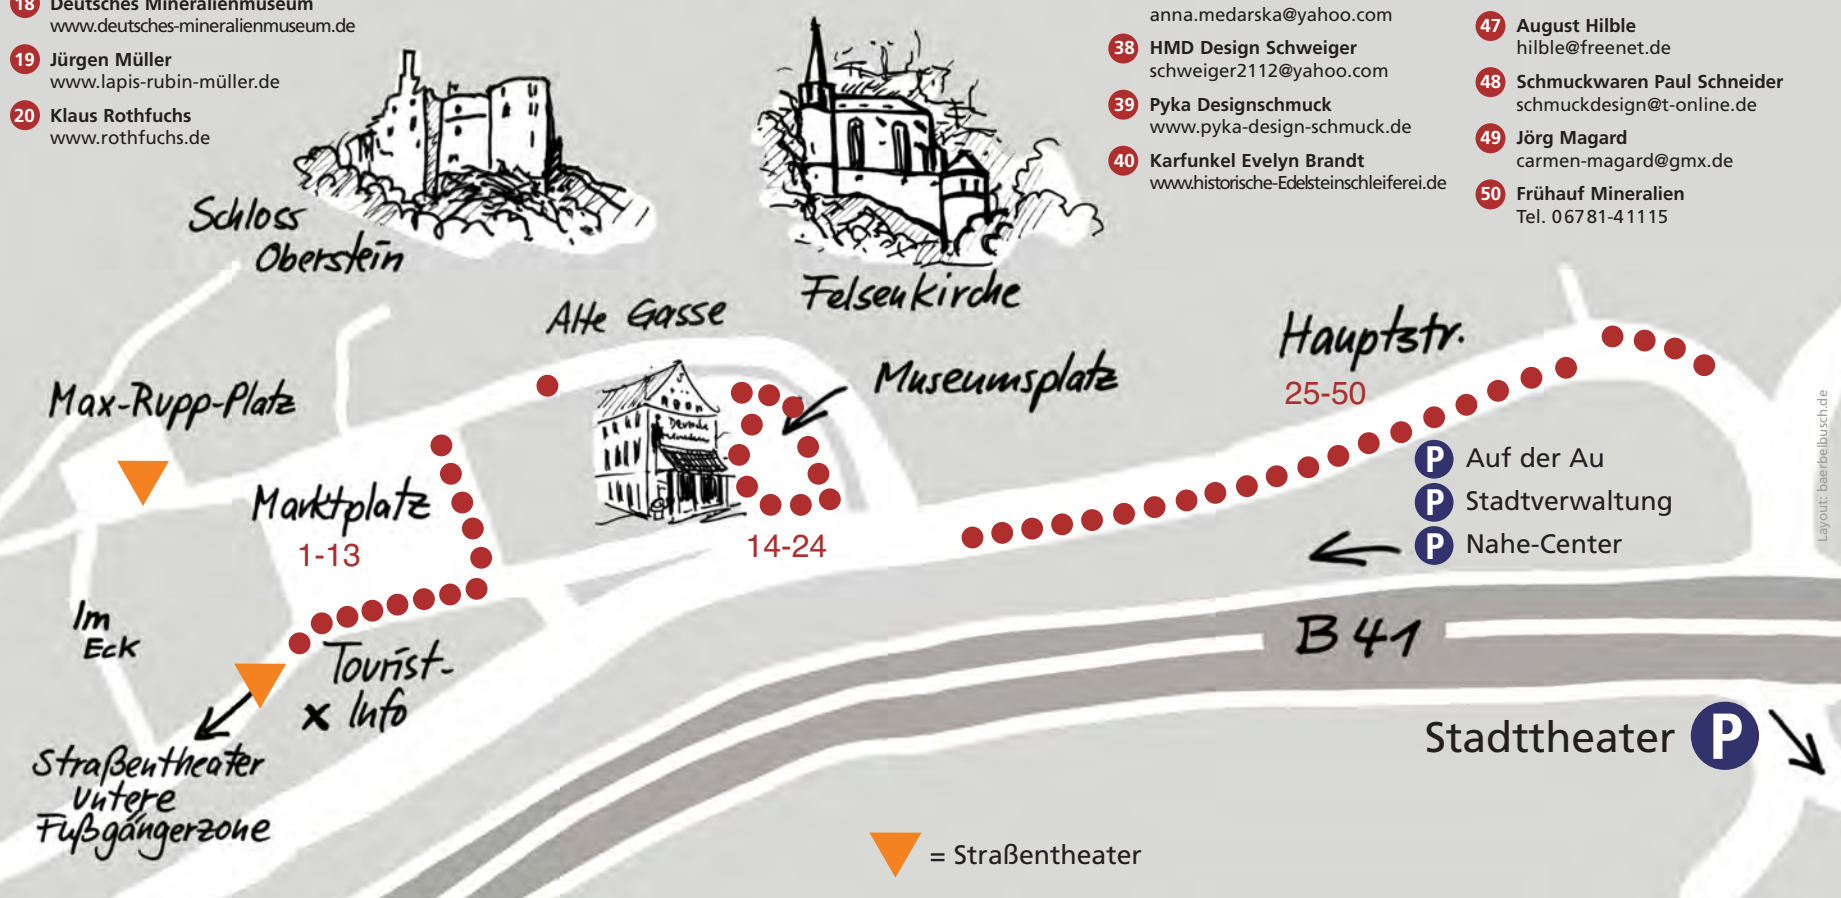 18 Deutsches Mineralienmuseum
www.deutsches-mineralienmuseum.de
19 Jürgen Müller
www.lapis-rubin-müller.de
20 Klaus Rothfuchs
www.rothfuchs.de
anna.medarska@yahoo.com
38 HMD Design Schweiger
schweiger2112@yahoo.com
39 Pyka Designschmuck
www.pyka-design-schmuck.de
40 Karfunkel Evelyn Brandt
www.historische-Edelsteinschleiferei.de
47 August Hilble
hilble@freenet.de
48 Schmuckwaren Paul Schneider
schmuckdesign@t-online.de
49 Jörg Magard
carmen-magard@gmx.de
50 Frühauf Mineralien
Tel. 06781-41115
Schloss
Oberstein
Felsenkirche
Alte Gasse
Museumsplatz
Hauptstr.
25-50
Max-Rupp-Platz
Marktplatz
1-13
14-24
P Auf der Au
P Stadtverwaltung
P Nahe-Center
Im
Eck
B 41
Tourist-
x Info
Stadttheater P
Straßentheater
untere
Fußgängerzone
= Straßentheater
Layout: baerbelbusch.de